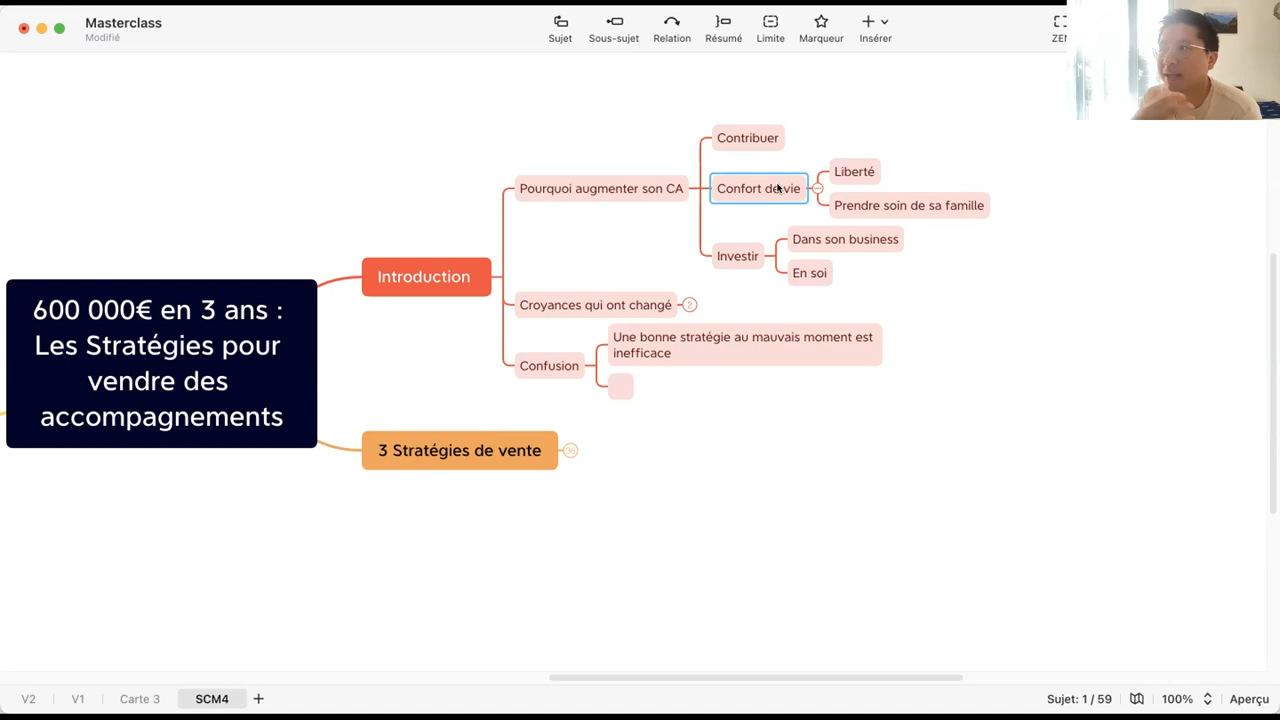 Masterclass
Modifié
Sujet
Sous-sujet
Relation
Résumé
Limite
Marqueur
Insérer
ZEN
Contribuer
Pourquoi augmenter son CA
Confort de vie
Liberté
Prendre soin de sa famille
Investir
Dans son business
En soi
Introduction
Croyances qui ont changé
2
Confusion
Une bonne stratégie au mauvais moment est
inefficace
600 000€ en 3 ans :
Les Stratégies pour
vendre des
accompagnements
3 Stratégies de vente
36
V2
V1
Carte 3
SCM4
Sujet: 1 / 59
100%
Aperçu